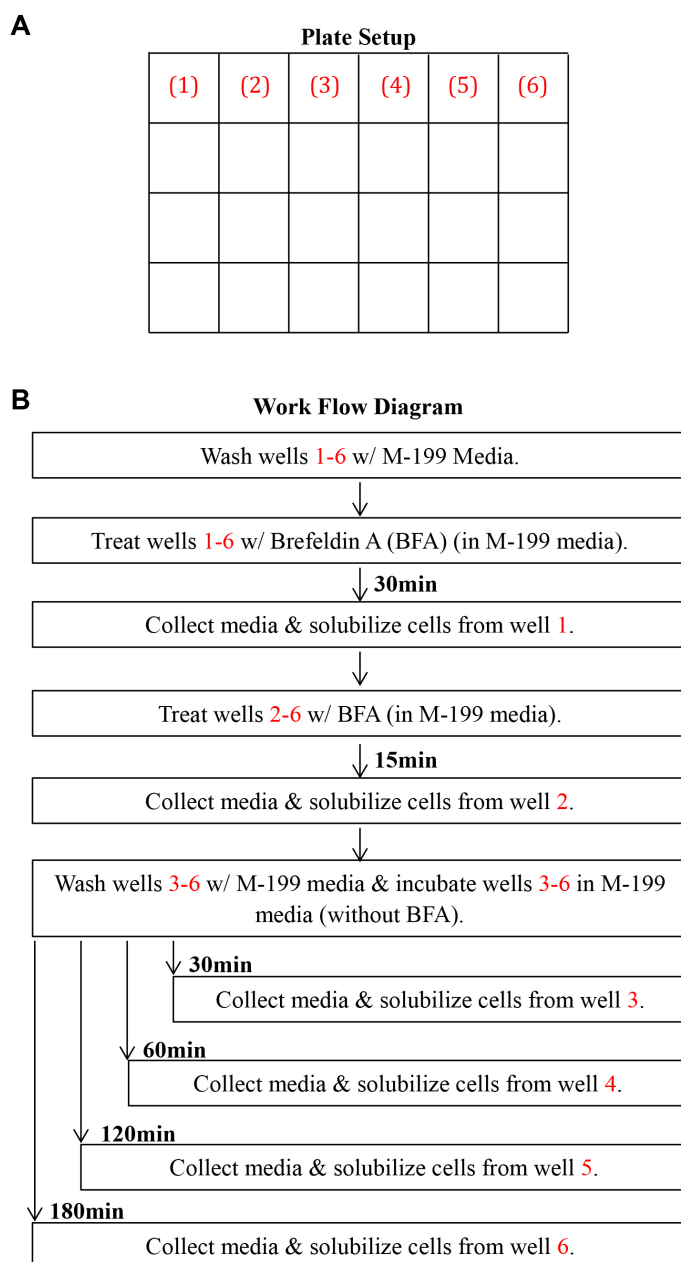 A
Plate Setup
(1) (2) (3) (4) (5) (6)
B
Work Flow Diagram
Wash wells 1-6 w/ M-199 Media.
Treat wells 1-6 w/ Brefeldin A (BFA) (in M-199 media).
30min
Collect media & solubilize cells from well 1.
Treat wells 2-6 w/ BFA (in M-199 media).
15min
Collect media & solubilize cells from well 2.
Wash wells 3-6 w/ M-199 media & incubate wells 3-6 in M-199
media (without BFA).
30min
Collect media & solubilize cells from well 3.
60min
Collect media & solubilize cells from well 4.
120min
Collect media & solubilize cells from well 5.
180min
Collect media & solubilize cells from well 6.